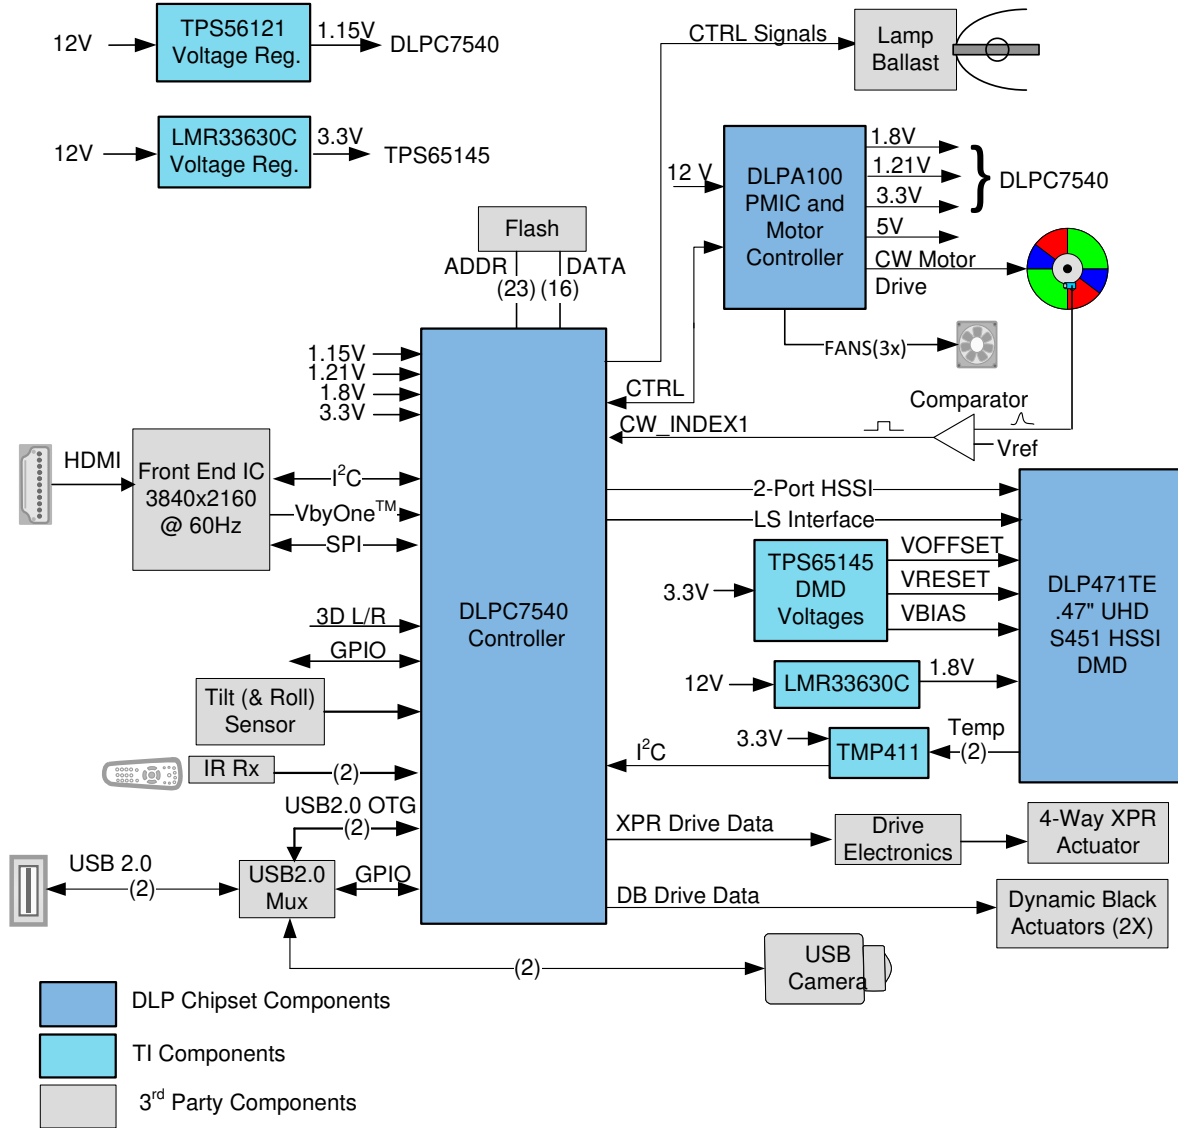 12V
TPS56121
Voltage Reg.
1.15V
DLPC7540
12V
LMR33630C
Voltage Reg.
3.3V
TPS65145
CTRL Signals
Lamp
Ballast
12 V
DLPA100
PMIC and
Motor
Controller
1.8V
1.21V
3.3V
5V
DLPC7540
CW Motor
Drive
FANS(3x)
Flash
ADDR
(23)
DATA
(16)
1.15V
1.21V
1.8V
3.3V
CTRL
CW_INDEX1
Comparator
Vref
HDMI
Front End IC
3840x2160
@ 60Hz
I²C
VbyOne™
SPI
DLPC7540
Controller
2-Port HSSI
LS Interface
3.3V
TPS65145
DMD
Voltages
VOFFSET
VRESET
VBIAS
DLP471TE
.47" UHD
S451 HSSI
DMD
3D L/R
GPIO
Tilt (& Roll)
Sensor
12V
LMR33630C
1.8V
IR Rx
(2)
I²C
3.3V
TMP411
Temp
(2)
USB2.0 OTG
(2)
USB 2.0
(2)
USB2.0
Mux
GPIO
XPR Drive Data
Drive
Electronics
4-Way XPR
Actuator
DB Drive Data
Dynamic Black
Actuators (2X)
(2)
USB
Camera
DLP Chipset Components
TI Components
3rd Party Components